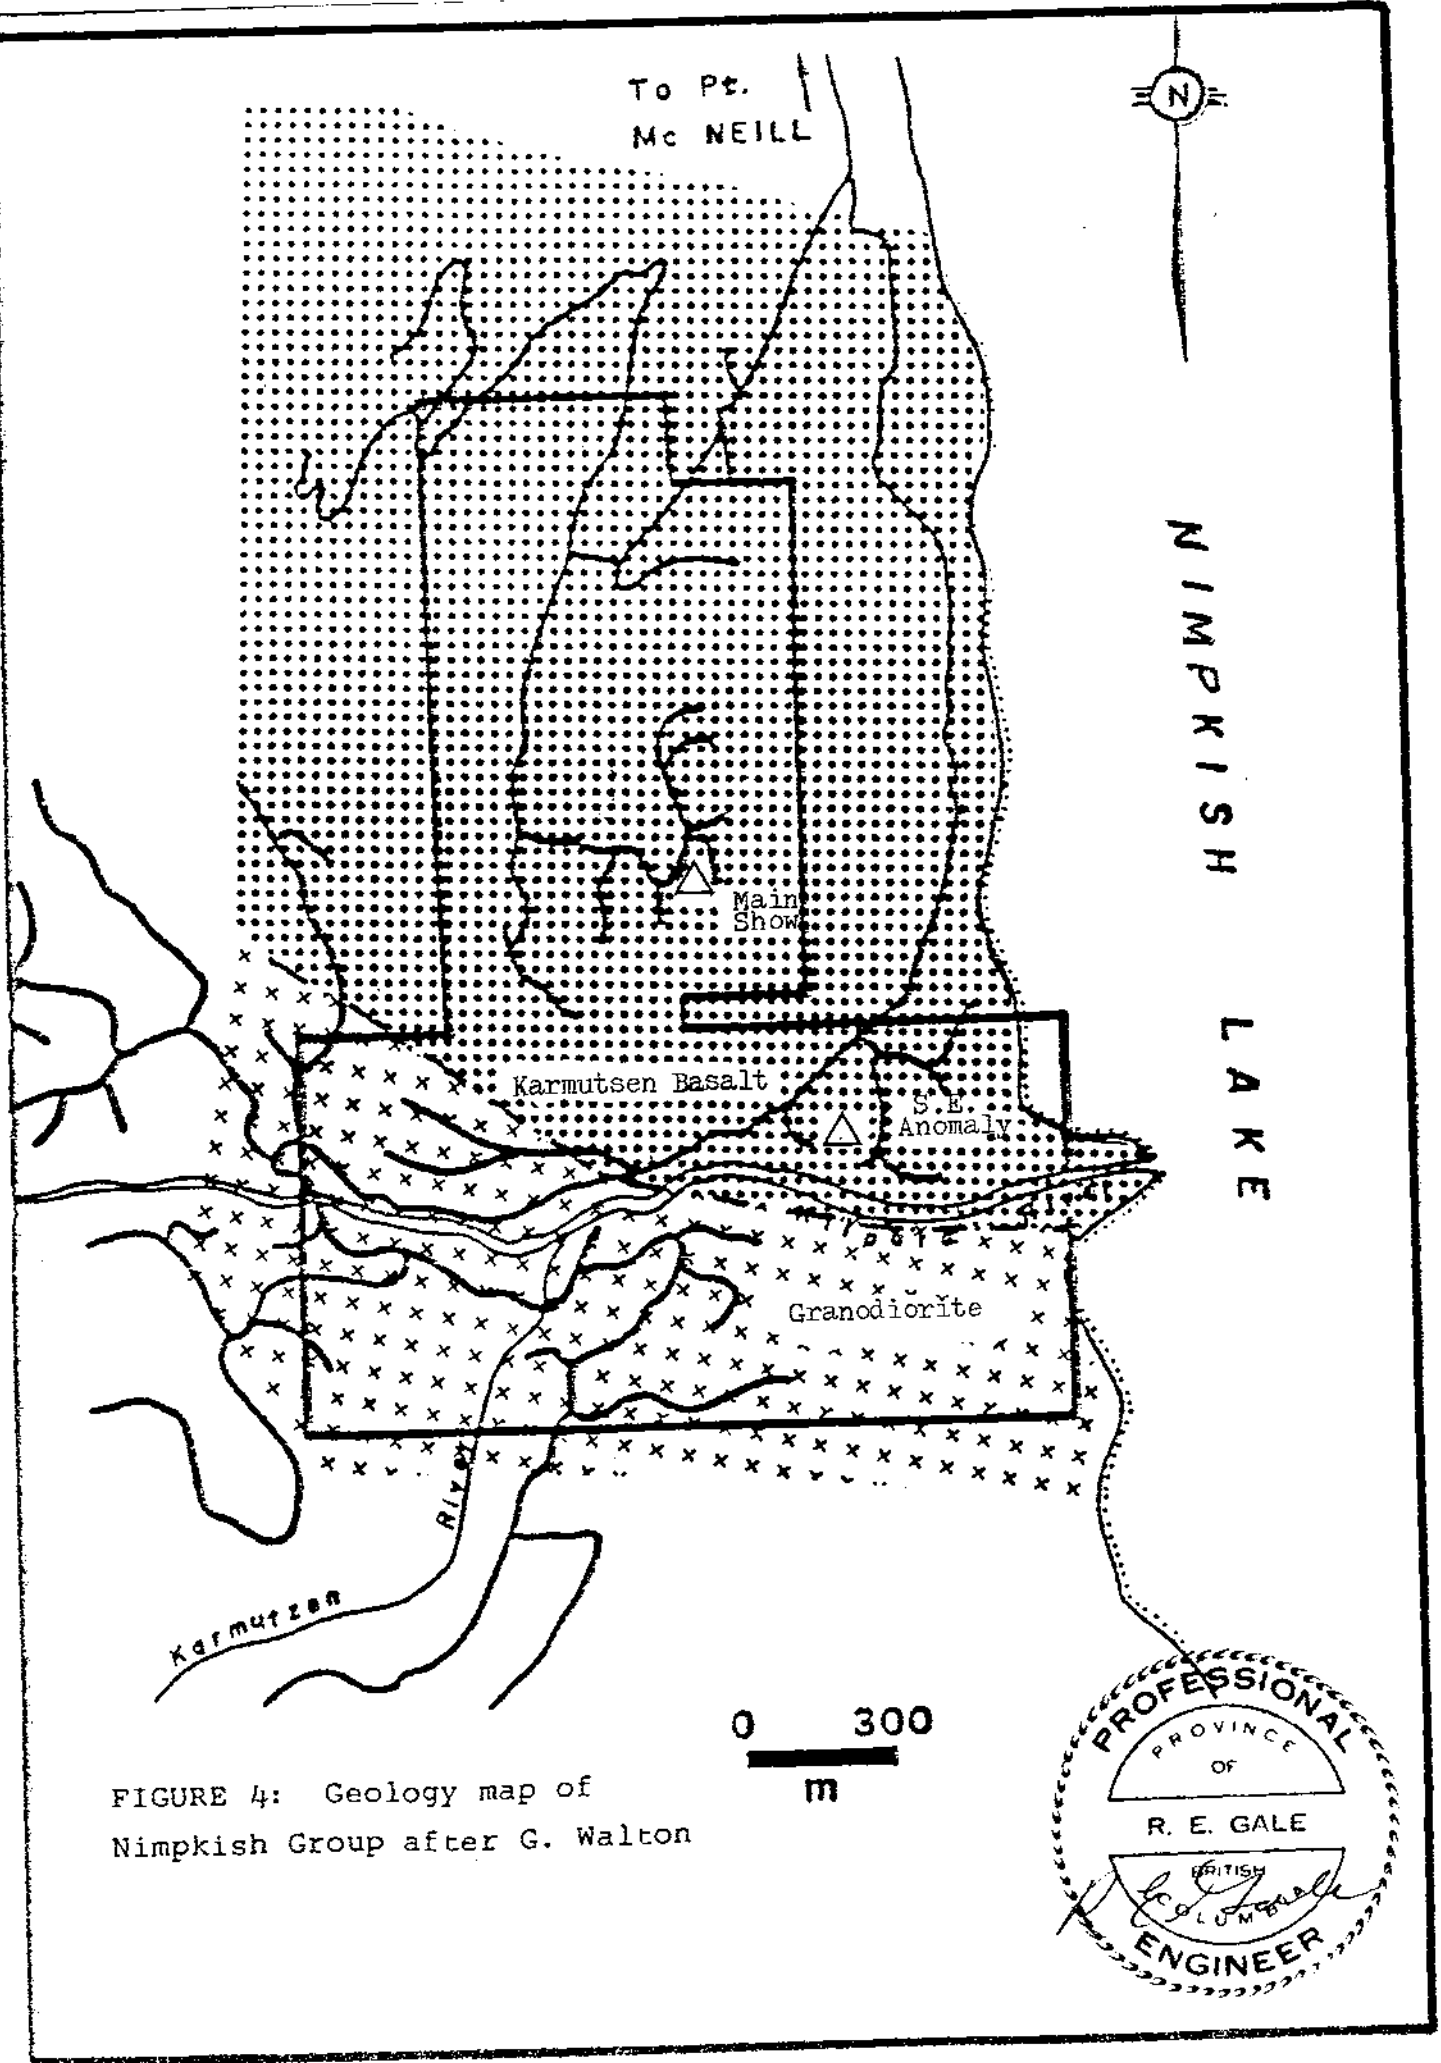 To Pt.
Mc NEILL
N
NIMPKISH LAKE
Main
Show
Karmutsen Basalt
S.E.
Anomaly
Granodiorite
River
Karmutzen
0 300
m
FIGURE 4: Geology map of
Nimpkish Group after G. Walton
PROFESSIONAL
PROVINCE
OF
R. E. GALE
BRITISH
COLUMBIA
ENGINEER